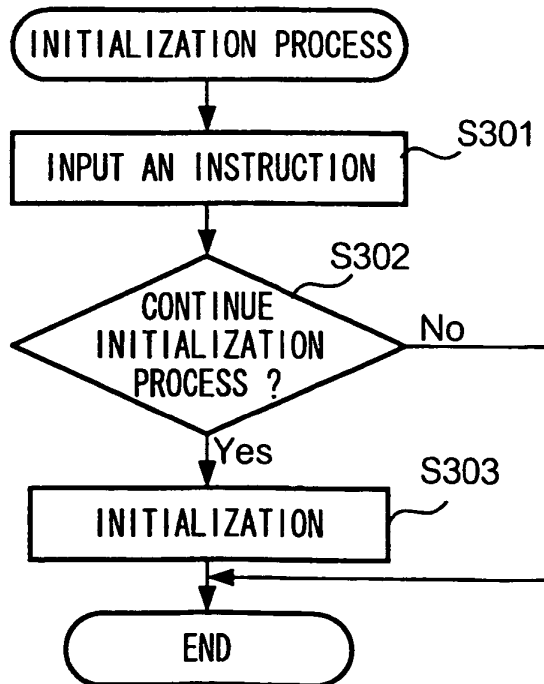 INITIALIZATION PROCESS
S301
INPUT AN INSTRUCTION
S302
CONTINUE
INITIALIZATION
PROCESS ?
No
Yes
S303
INITIALIZATION
END